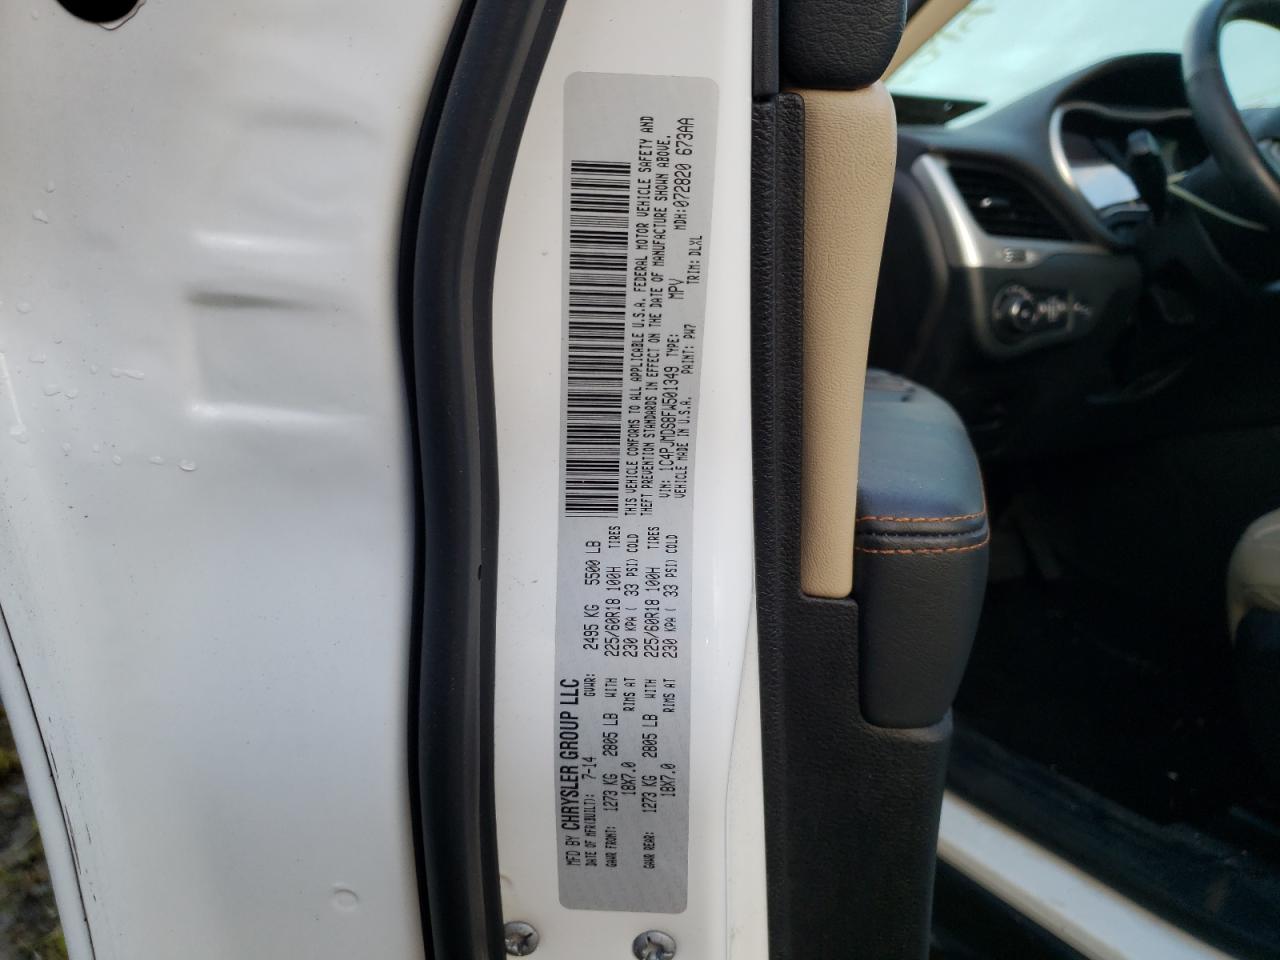 MFD BY CHRYSLER GROUP LLC
DATE OF MFR(BUILT): 7-14 GVWR: 2495 KG 5500 LB
GAWR FRONT: 1273 KG 2805 LB WITH 225/60R18 100H TIRES
18X7.0 RIMS AT 230 KPA ( 33 PSI) COLD
GAWR REAR: 1273 KG 2805 LB WITH 225/60R18 100H TIRES
18X7.0 RIMS AT 230 KPA ( 33 PSI) COLD
THIS VEHICLE CONFORMS TO ALL APPLICABLE U.S.A. FEDERAL MOTOR VEHICLE SAFETY AND
THEFT PREVENTION STANDARDS IN EFFECT ON THE DATE OF MANUFACTURE SHOWN ABOVE.
VIN: 1C4PJMDS8FW501349 TYPE: MPV MDH:072820 673AA
VEHICLE MADE IN U.S.A. PAINT: PW7 TRIM: DLXL